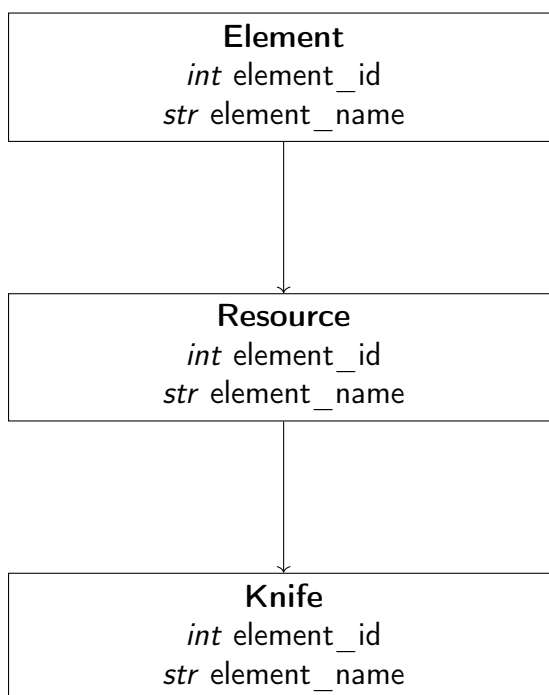 Element
int element_id
str element_name
Resource
int element_id
str element_name
Knife
int element_id
str element_name